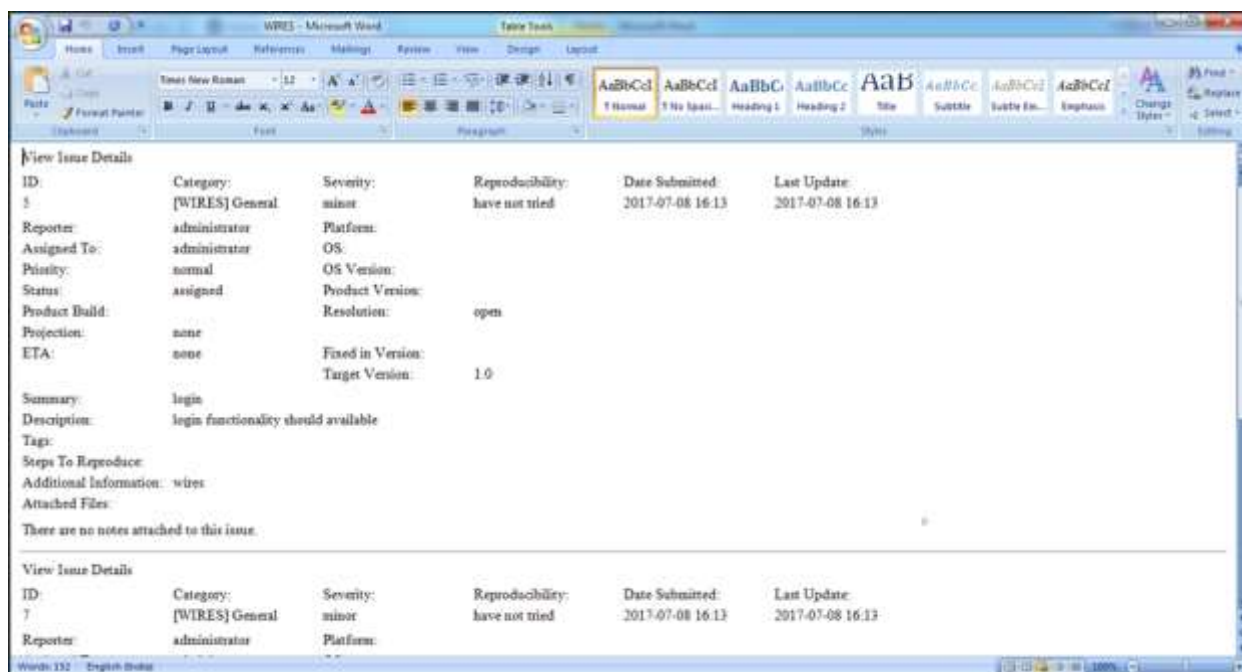 WIRES - Microsoft Word Table Tools
Home Insert Page Layout References Mailings Review View Design Layout
Cut
Copy
Paste Format Painter
Times New Roman 12
AaBbCcI AaBbCcI AaBbC AaBbCc AaB AaBbCc AaBbCcI AaBbCcI
¶ Normal ¶ No Spaci... Heading 1 Heading 2 Title Subtitle Subtle Em... Emphasis
Change Styles
Find
Replace
Select
Clipboard Font Paragraph Styles Editing
View Issue Details
ID: Category: Severity: Reproducibility: Date Submitted: Last Update:
5 [WIRES] General minor have not tried 2017-07-08 16:13 2017-07-08 16:13
Reporter: administrator Platform:
Assigned To: administrator OS:
Priority: normal OS Version:
Status: assigned Product Version:
Product Build: Resolution: open
Projection: none
ETA: none Fixed in Version:
Target Version: 1.0
Summary: login
Description: login functionality should available
Tags:
Steps To Reproduce:
Additional Information: wires
Attached Files:
There are no notes attached to this issue.
View Issue Details
ID: Category: Severity: Reproducibility: Date Submitted: Last Update:
7 [WIRES] General minor have not tried 2017-07-08 16:13 2017-07-08 16:13
Reporter: administrator Platform:
Words: 152 English (India) 100%